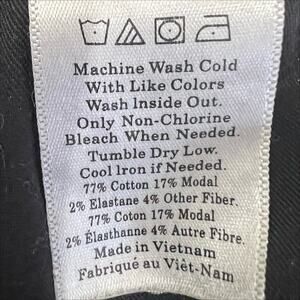 Machine Wash Cold
With Like Colors
Wash Inside Out.
Only Non-Chlorine
Bleach When Needed.
Tumble Dry Low.
Cool Iron if Needed.
77% Cotton 17% Modal
2% Elastane 4% Other Fiber.
77% Coton 17% Modal
2% Élasthanne 4% Autre Fibre.
Made in Vietnam
Fabriqué au Viêt-Nam